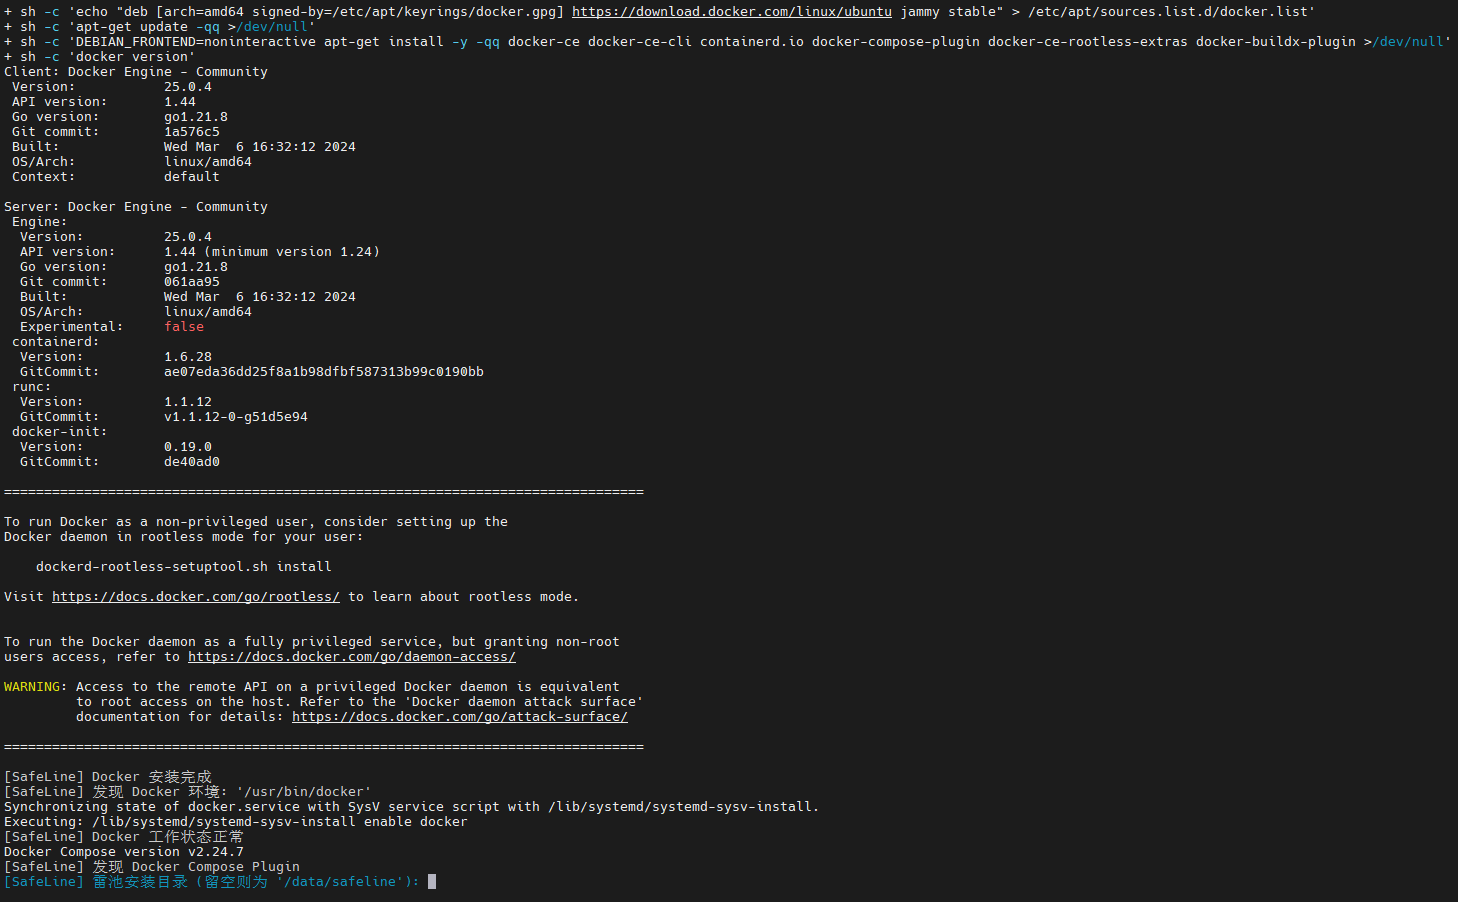 + sh -c 'echo "deb [arch=amd64 signed-by=/etc/apt/keyrings/docker.gpg] https://download.docker.com/linux/ubuntu jammy stable" > /etc/apt/sources.list.d/docker.list'
+ sh -c 'apt-get update -qq >/dev/null'
+ sh -c 'DEBIAN_FRONTEND=noninteractive apt-get install -y -qq docker-ce docker-ce-cli containerd.io docker-compose-plugin docker-ce-rootless-extras docker-buildx-plugin >/dev/null'
+ sh -c 'docker version'
Client: Docker Engine - Community
 Version:           25.0.4
 API version:       1.44
 Go version:        go1.21.8
 Git commit:        1a576c5
 Built:             Wed Mar  6 16:32:12 2024
 OS/Arch:           linux/amd64
 Context:           default

Server: Docker Engine - Community
 Engine:
  Version:          25.0.4
  API version:      1.44 (minimum version 1.24)
  Go version:       go1.21.8
  Git commit:       061aa95
  Built:            Wed Mar  6 16:32:12 2024
  OS/Arch:          linux/amd64
  Experimental:     false
 containerd:
  Version:          1.6.28
  GitCommit:        ae07eda36dd25f8a1b98dfbf587313b99c0190bb
 runc:
  Version:          1.1.12
  GitCommit:        v1.1.12-0-g51d5e94
 docker-init:
  Version:          0.19.0
  GitCommit:        de40ad0

================================================================================

To run Docker as a non-privileged user, consider setting up the
Docker daemon in rootless mode for your user:

    dockerd-rootless-setuptool.sh install

Visit https://docs.docker.com/go/rootless/ to learn about rootless mode.


To run the Docker daemon as a fully privileged service, but granting non-root
users access, refer to https://docs.docker.com/go/daemon-access/

WARNING: Access to the remote API on a privileged Docker daemon is equivalent
         to root access on the host. Refer to the 'Docker daemon attack surface'
         documentation for details: https://docs.docker.com/go/attack-surface/

================================================================================

[SafeLine] Docker 安装完成
[SafeLine] 发现 Docker 环境: '/usr/bin/docker'
Synchronizing state of docker.service with SysV service script with /lib/systemd/systemd-sysv-install.
Executing: /lib/systemd/systemd-sysv-install enable docker
[SafeLine] Docker 工作状态正常
Docker Compose version v2.24.7
[SafeLine] 发现 Docker Compose Plugin
[SafeLine] 雷池安装目录 (留空则为 '/data/safeline'):